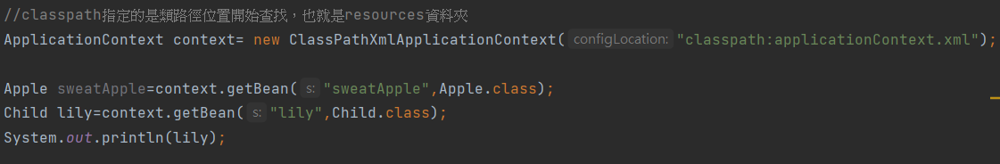 //classpath指定的是類路徑位置開始查找，也就是resources資料夾
ApplicationContext context= new ClassPathXmlApplicationContext( configLocation: "classpath:applicationContext.xml");
Apple sweatApple=context.getBean( s: "sweatApple",Apple.class);
Child lily=context.getBean( s: "lily",Child.class);
System.out.println(lily);